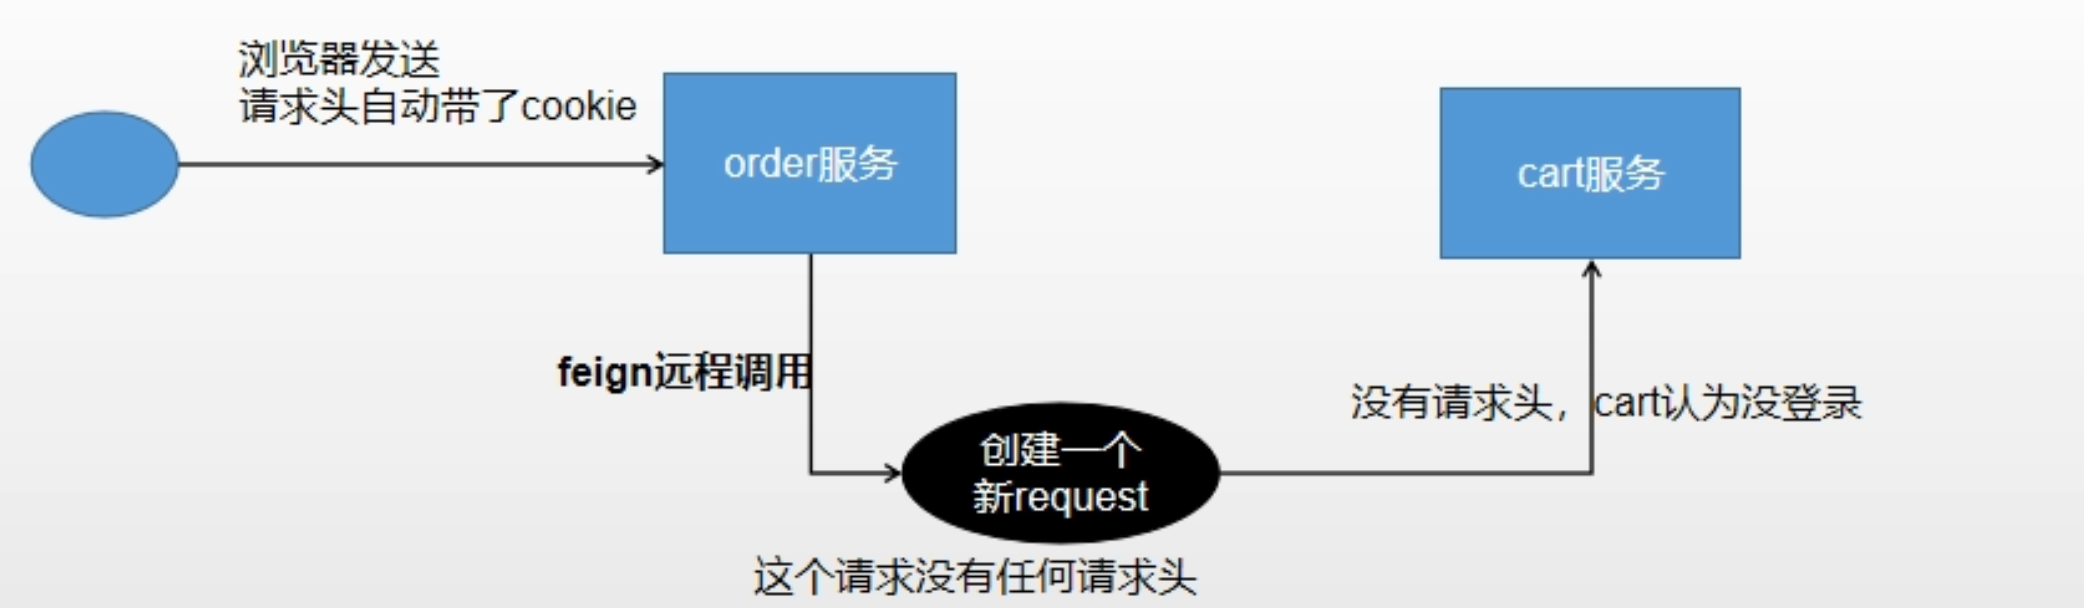 浏览器发送
请求头自动带了cookie
order服务
cart服务
feign远程调用
没有请求头，cart认为没登录
创建一个
新request
这个请求没有任何请求头